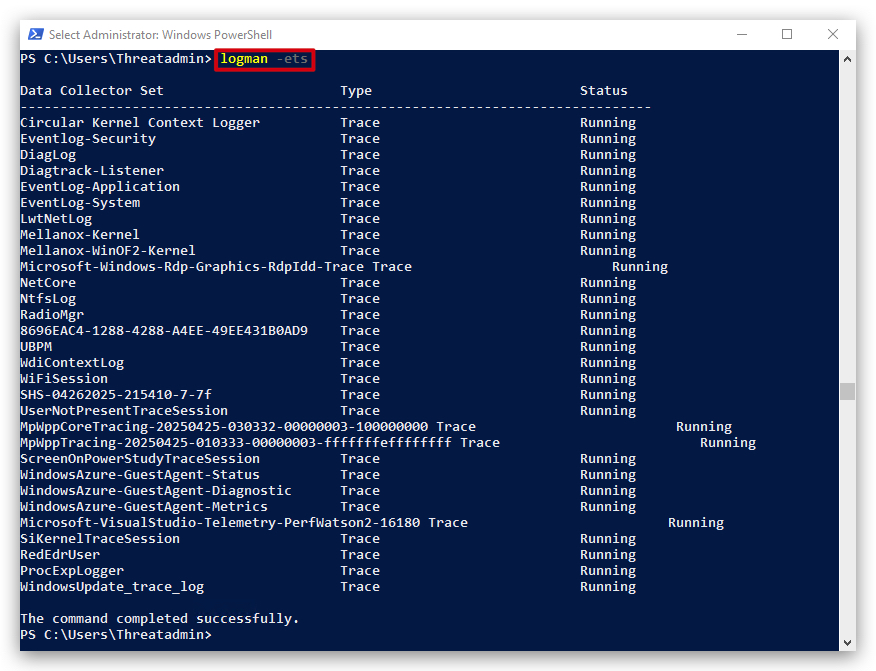 Select Administrator: Windows PowerShell
PS C:\Users\Threatadmin> logman -ets
Data Collector Set Type Status
-------------------------------------------------------------------------------
Circular Kernel Context Logger Trace Running
Eventlog-Security Trace Running
DiagLog Trace Running
Diagtrack-Listener Trace Running
EventLog-Application Trace Running
EventLog-System Trace Running
LwtNetLog Trace Running
Mellanox-Kernel Trace Running
Mellanox-WinOF2-Kernel Trace Running
Microsoft-Windows-Rdp-Graphics-RdpIdd-Trace Trace Running
NetCore Trace Running
NtfsLog Trace Running
RadioMgr Trace Running
8696EAC4-1288-4288-A4EE-49EE431B0AD9 Trace Running
UBPM Trace Running
WdiContextLog Trace Running
WiFiSession Trace Running
SHS-04262025-215410-7-7f Trace Running
UserNotPresentTraceSession Trace Running
MpWppCoreTracing-20250425-030332-00000003-100000000 Trace Running
MpWppTracing-20250425-010333-00000003-fffffffeffffffff Trace Running
ScreenOnPowerStudyTraceSession Trace Running
WindowsAzure-GuestAgent-Status Trace Running
WindowsAzure-GuestAgent-Diagnostic Trace Running
WindowsAzure-GuestAgent-Metrics Trace Running
Microsoft-VisualStudio-Telemetry-PerfWatson2-16180 Trace Running
SiKernelTraceSession Trace Running
RedEdrUser Trace Running
ProcExpLogger Trace Running
WindowsUpdate_trace_log Trace Running
The command completed successfully.
PS C:\Users\Threatadmin>